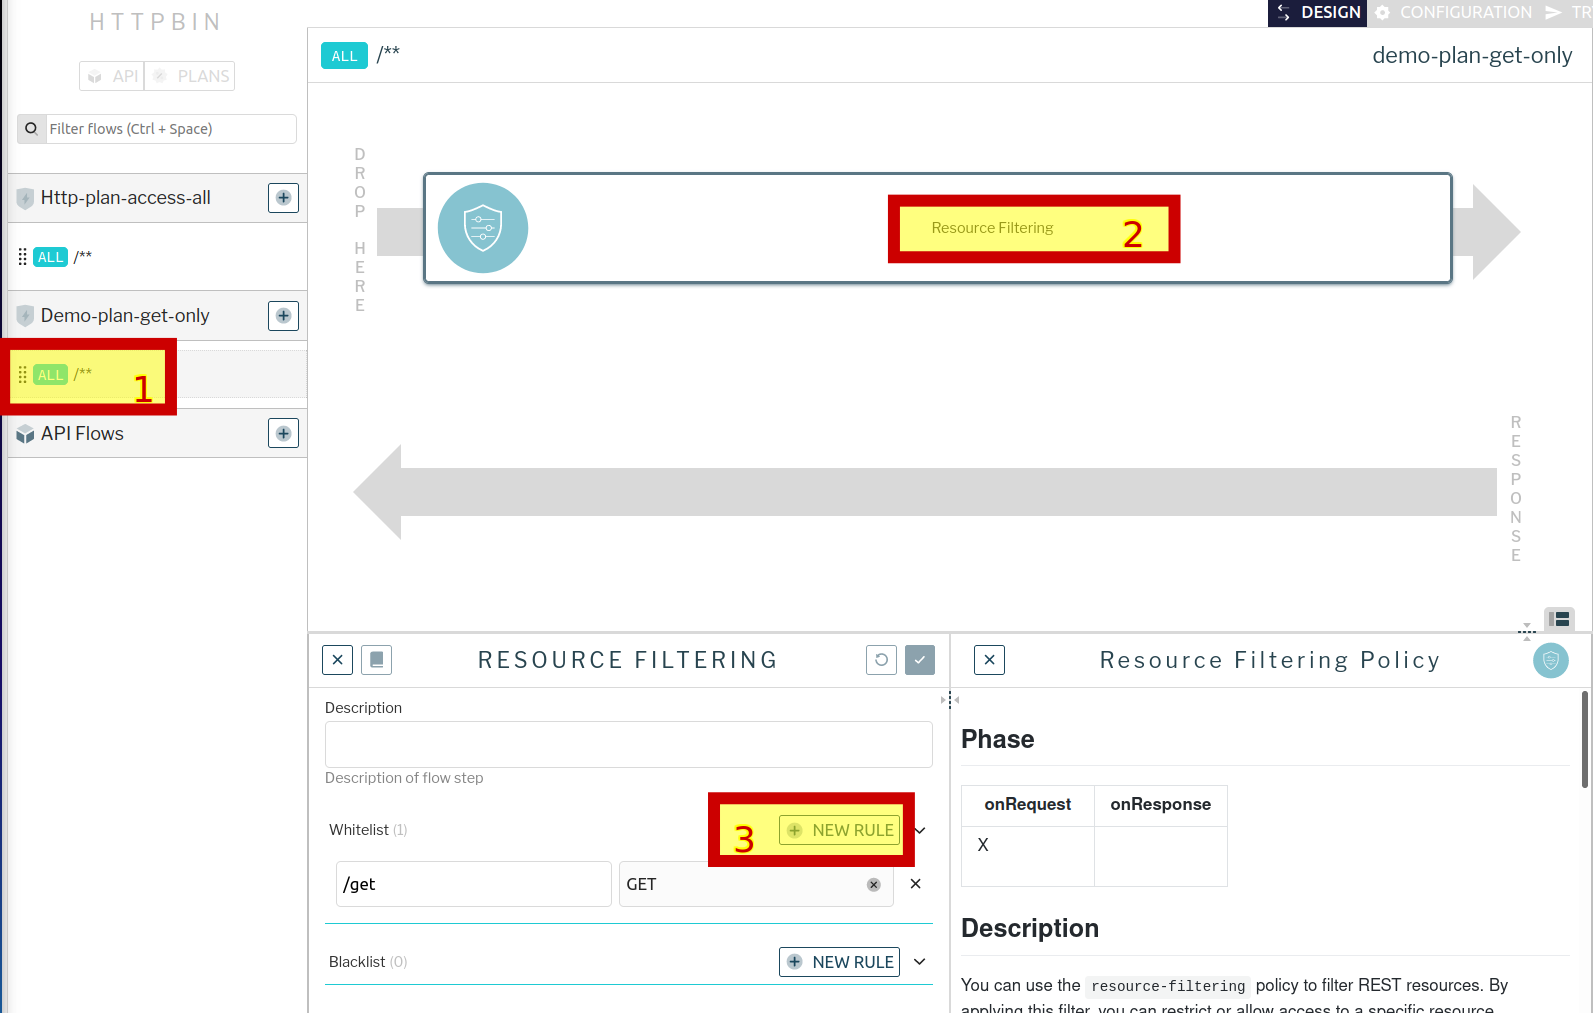 HTTPBIN
API PLANS
Filter flows (Ctrl + Space)
Http-plan-access-all
ALL /**
Demo-plan-get-only
ALL /** 1
API Flows
DESIGN CONFIGURATION TR
ALL /** demo-plan-get-only
DROP HERE
Resource Filtering 2
RESPONSE
RESOURCE FILTERING
Description
Description of flow step
Whitelist (1) 3 NEW RULE
/get GET
Blacklist (0) NEW RULE
Resource Filtering Policy
Phase
onRequest onResponse
X
Description
You can use the resource-filtering policy to filter REST resources. By
applying this filter, you can restrict or allow access to a specific resource